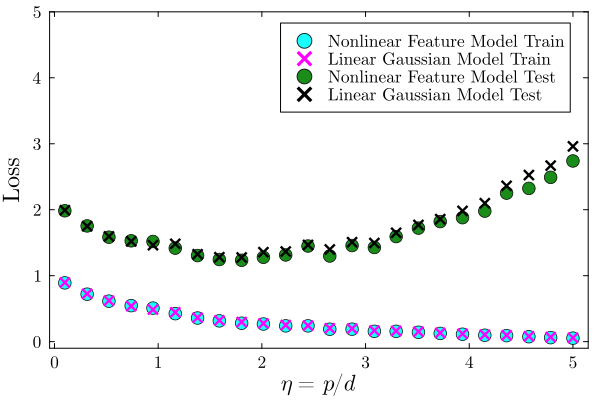 5
4
3
2
1
0
Loss
Nonlinear Feature Model Train
Linear Gaussian Model Train
Nonlinear Feature Model Test
Linear Gaussian Model Test
0 1 2 3 4 5
η = p/d